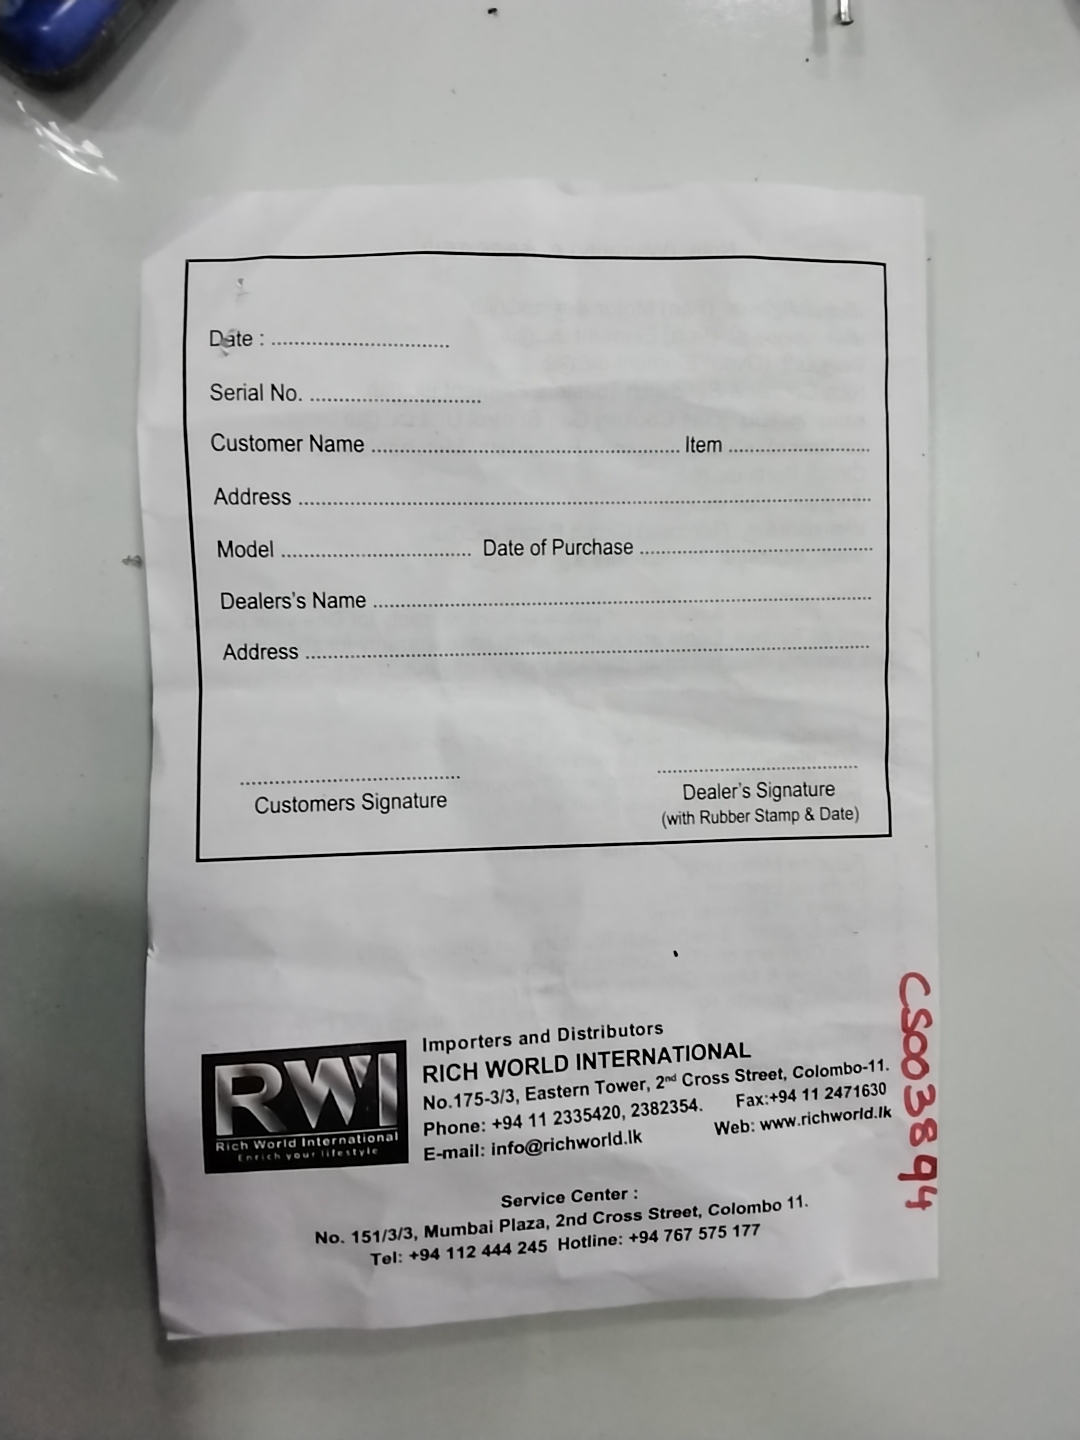 Date : ................................
Serial No. ..............................
Customer Name ...................................................... Item .........................
Address ....................................................................................................
Model ................................. Date of Purchase .........................................
Dealers's Name .......................................................................................
Address ...................................................................................................
Customers Signature
Dealer's Signature
(with Rubber Stamp & Date)
RWI
Rich World International
Enrich your lifestyle
Importers and Distributors
RICH WORLD INTERNATIONAL
No.175-3/3, Eastern Tower, 2nd Cross Street, Colombo-11.
Phone: +94 11 2335420, 2382354. Fax:+94 11 2471630
E-mail: info@richworld.lk Web: www.richworld.lk
Service Center :
No. 151/3/3, Mumbai Plaza, 2nd Cross Street, Colombo 11.
Tel: +94 112 444 245 Hotline: +94 767 575 177
CS003894